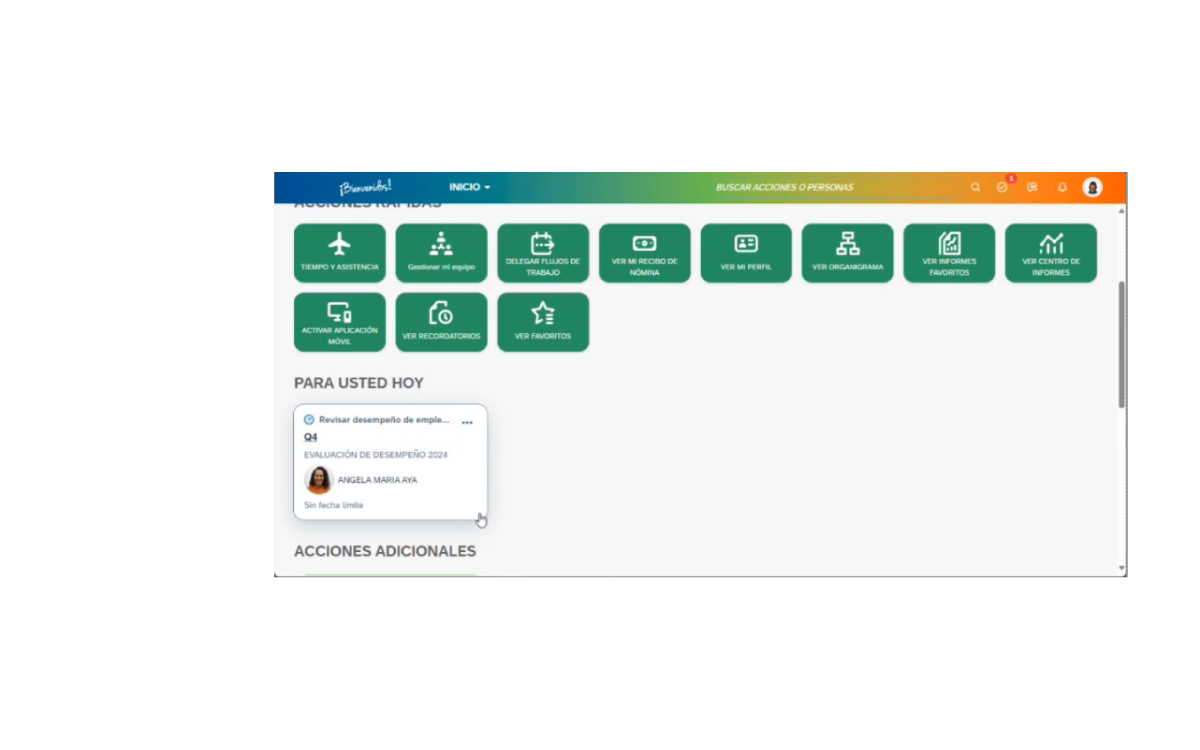 ¡Bienvenidos!
INICIO
BUSCAR ACCIONES O PERSONAS
1
ACCIONES RÁPIDAS
TIEMPO Y ASISTENCIA
Gestionar mi equipo
DELEGAR FLUJOS DE
TRABAJO
VER MI RECIBO DE
NÓMINA
VER MI PERFIL
VER ORGANIGRAMA
VER INFORMES
FAVORITOS
VER CENTRO DE
INFORMES
ACTIVAR APLICACIÓN
MÓVIL
VER RECORDATORIOS
VER FAVORITOS
PARA USTED HOY
Revisar desempeño de emple...
Q4
EVALUACIÓN DE DESEMPEÑO 2024
ANGELA MARIA AYA
Sin fecha límite
ACCIONES ADICIONALES